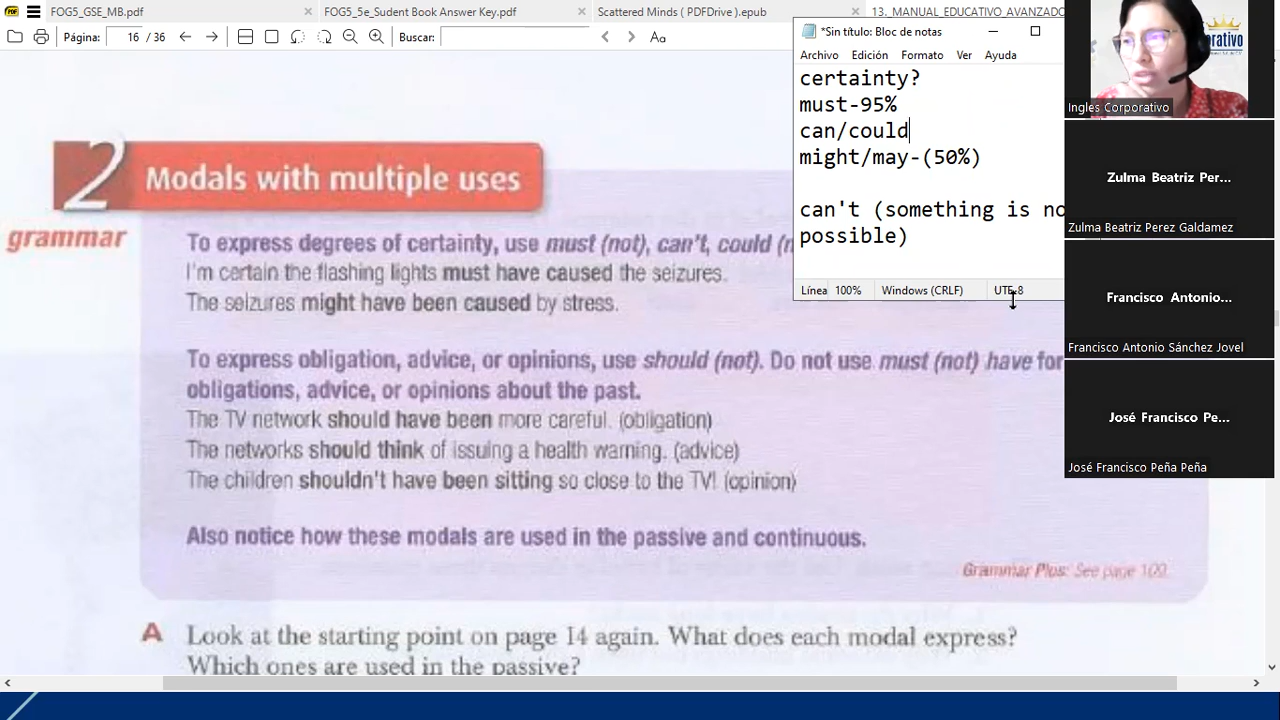 FOG5_GSE_MB.pdf
FOG5_5e_Sudent Book Answer Key.pdf
Scattered Minds ( PDFDrive ).epub
13._MANUAL_EDUCATIVO_AVANZADO
Página: 16 / 36
Buscar:
*Sin título: Bloc de notas
Archivo Edición Formato Ver Ayuda
certainty?
must-95%
can/could
might/may-(50%)
can't (something is no
possible)
Línea 100% Windows (CRLF) UTF-8
2 Modals with multiple uses
grammar
To express degrees of certainty, use must (not), can't, could (n
I'm certain the flashing lights must have caused the seizures.
The seizures might have been caused by stress.
To express obligation, advice, or opinions, use should (not). Do not use must (not) have for
obligations, advice, or opinions about the past.
The TV network should have been more careful. (obligation)
The networks should think of issuing a health warning. (advice)
The children shouldn't have been sitting so close to the TV! (opinion)
Also notice how these modals are used in the passive and continuous.
Grammar Plus: See page 109.
A Look at the starting point on page 14 again. What does each modal express?
Which ones are used in the passive?
orativo
Ingles Corporativo
Zulma Beatriz Per...
Zulma Beatriz Perez Galdamez
Francisco Antonio...
Francisco Antonio Sánchez Jovel
José Francisco Pe...
José Francisco Peña Peña